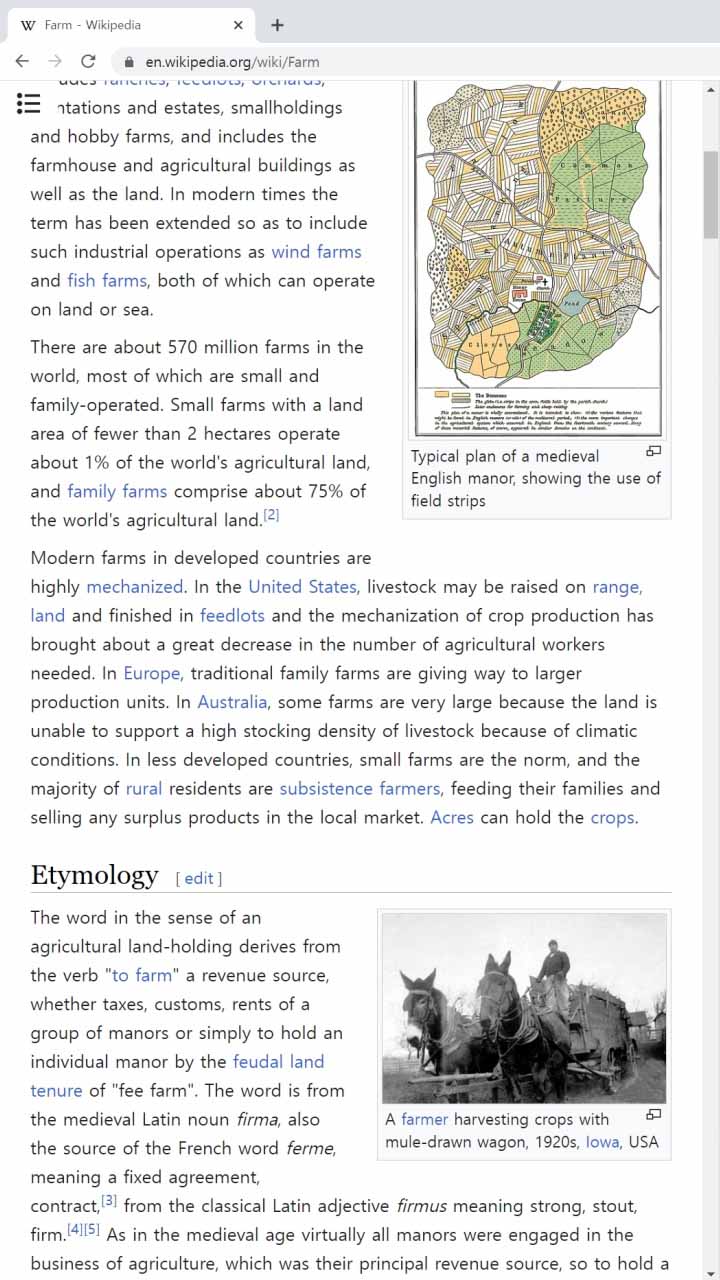 Farm - Wikipedia
en.wikipedia.org/wiki/Farm
ranches, feedlots, orchards,
and estates, smallholdings
and hobby farms, and includes the
farmhouse and agricultural buildings as
well as the land. In modern times the
term has been extended so as to include
such industrial operations as wind farms
and fish farms, both of which can operate
on land or sea.
There are about 570 million farms in the
world, most of which are small and
family-operated. Small farms with a land
area of fewer than 2 hectares operate
about 1% of the world's agricultural land,
and family farms comprise about 75% of
the world's agricultural land.[2]
Common
Pasture
Pond
Close
Meadow
The Demesne
Typical plan of a medieval
English manor, showing the use of
field strips
Modern farms in developed countries are
highly mechanized. In the United States, livestock may be raised on range,
land and finished in feedlots and the mechanization of crop production has
brought about a great decrease in the number of agricultural workers
needed. In Europe, traditional family farms are giving way to larger
production units. In Australia, some farms are very large because the land is
unable to support a high stocking density of livestock because of climatic
conditions. In less developed countries, small farms are the norm, and the
majority of rural residents are subsistence farmers, feeding their families and
selling any surplus products in the local market. Acres can hold the crops.
Etymology [ edit ]
The word in the sense of an
agricultural land-holding derives from
the verb "to farm" a revenue source,
whether taxes, customs, rents of a
group of manors or simply to hold an
individual manor by the feudal land
tenure of "fee farm". The word is from
the medieval Latin noun firma, also
the source of the French word ferme,
meaning a fixed agreement,
contract,[3] from the classical Latin adjective firmus meaning strong, stout,
firm.[4][5] As in the medieval age virtually all manors were engaged in the
business of agriculture, which was their principal revenue source, so to hold a
A farmer harvesting crops with
mule-drawn wagon, 1920s, Iowa, USA